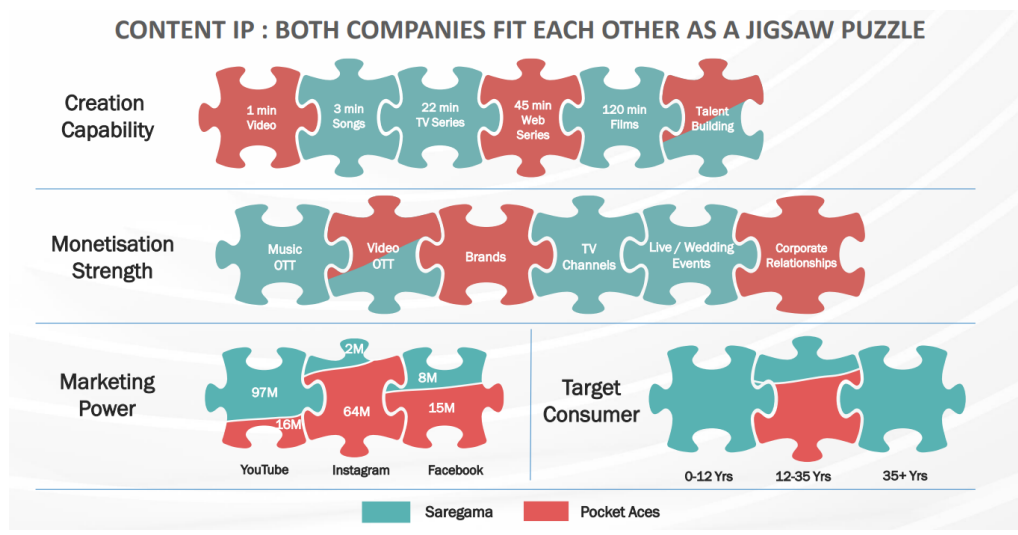 CONTENT IP : BOTH COMPANIES FIT EACH OTHER AS A JIGSAW PUZZLE
Creation
Capability
1 min
Video
3 min
Songs
22 min
TV Series
45 min
Web
Series
120 min
Films
Talent
Building
Monetisation
Strength
Music
OTT
Video
OTT
Brands
TV
Channels
Live / Wedding
Events
Corporate
Relationships
Marketing
Power
97M
16M
2M
64M
8M
15M
YouTube
Instagram
Facebook
Target
Consumer
0-12 Yrs
12-35 Yrs
35+ Yrs
Saregama
Pocket Aces